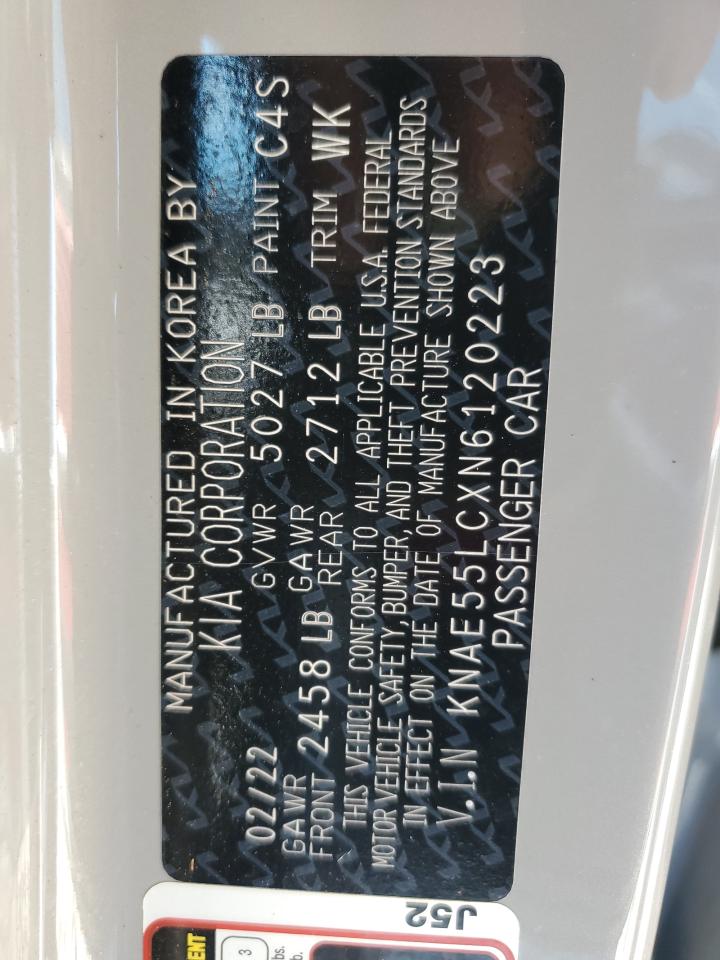 MANUFACTURED IN KOREA BY
KIA CORPORATION
02/22 GVWR 5027 LB PAINT C4S
GAWR FRONT 2458 LB GAWR REAR 2712 LB TRIM WK
THIS VEHICLE CONFORMS TO ALL APPLICABLE U.S.A. FEDERAL
MOTOR VEHICLE SAFETY, BUMPER, AND THEFT PREVENTION STANDARDS
IN EFFECT ON THE DATE OF MANUFACTURE SHOWN ABOVE
V.I.N KNAE55LCXN6120223
PASSENGER CAR
J52
3